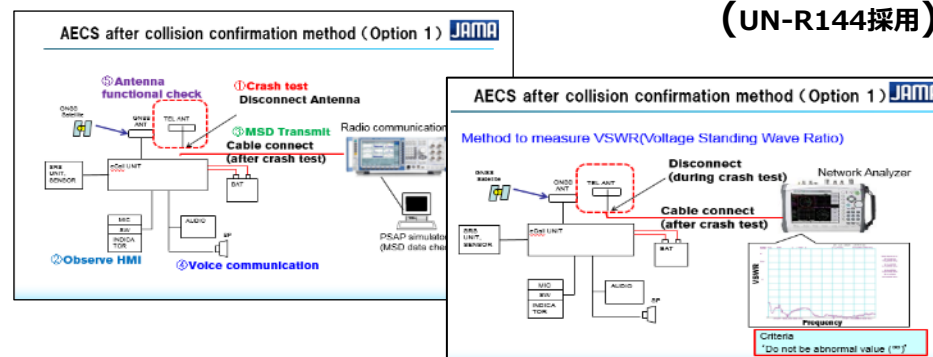 (UN-R144採用)
AECS after collision confirmation method (Option 1) JAMA
⑤Antenna
functional check
①Crash test
Disconnect Antenna
GNSS
Satellite
GNSS
ANT
TEL ANT
③MSD Transmit
Cable connect
(after crash test)
Radio communication
SRS
UNIT,
SENSOR
eCall UNIT
BAT
MIC
SW
INDICA
TOR
AUDIO
SP
PSAP simulator
(MSD data chec
②Observe HMI
④Voice communication
AECS after collision confirmation method (Option 1) JAMA
Method to measure VSWR(Voltage Standing Wave Ratio)
Disconnect
(during crash test)
Network Analyzer
GNSS
Satellite
GNSS
ANT
TEL ANT
Cable connect
(after crash test)
SRS
UNIT,
SENSOR
eCall UNIT
BAT
MIC
SW
INDICA
TOR
AUDIO
SP
VSWR
Frequency
Criteria
"Do not be abnormal value (**)"